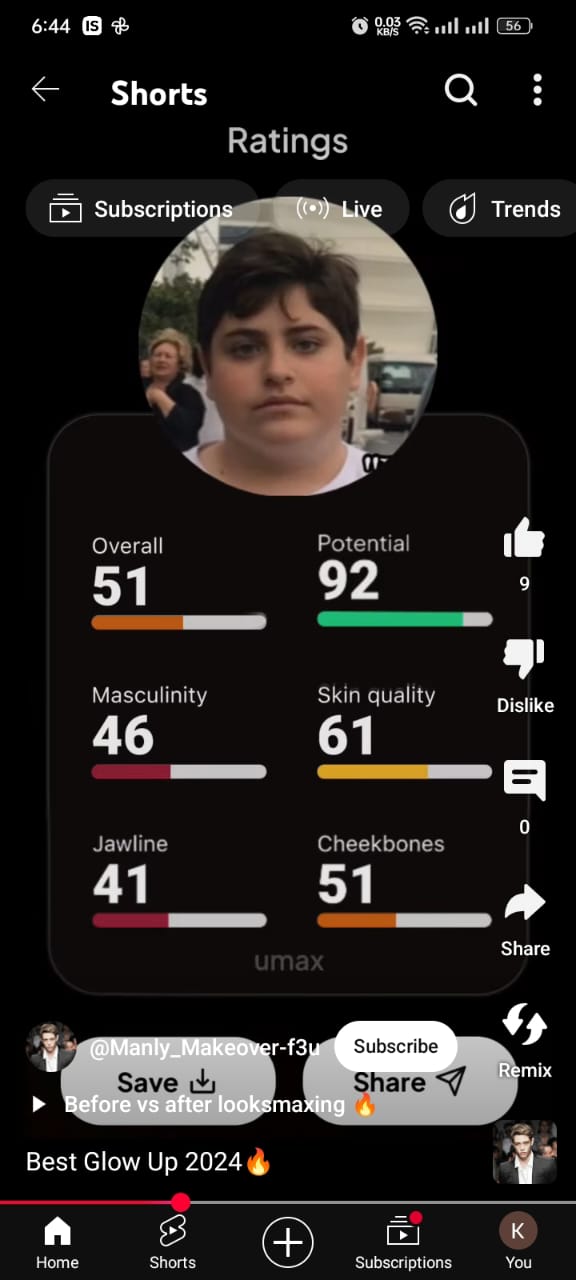 6:44 IS 0.03 KB/S 56
Shorts
Ratings
Subscriptions Live Trends
Overall Potential
51 92
9
Masculinity Skin quality
46 61
Dislike
Jawline Cheekbones
0
41 51
Share
umax
@Manly_Makeover-f3u Subscribe
Save Share
Remix
Before vs after looksmaxing 🔥
Best Glow Up 2024🔥
K
Home Shorts Subscriptions You